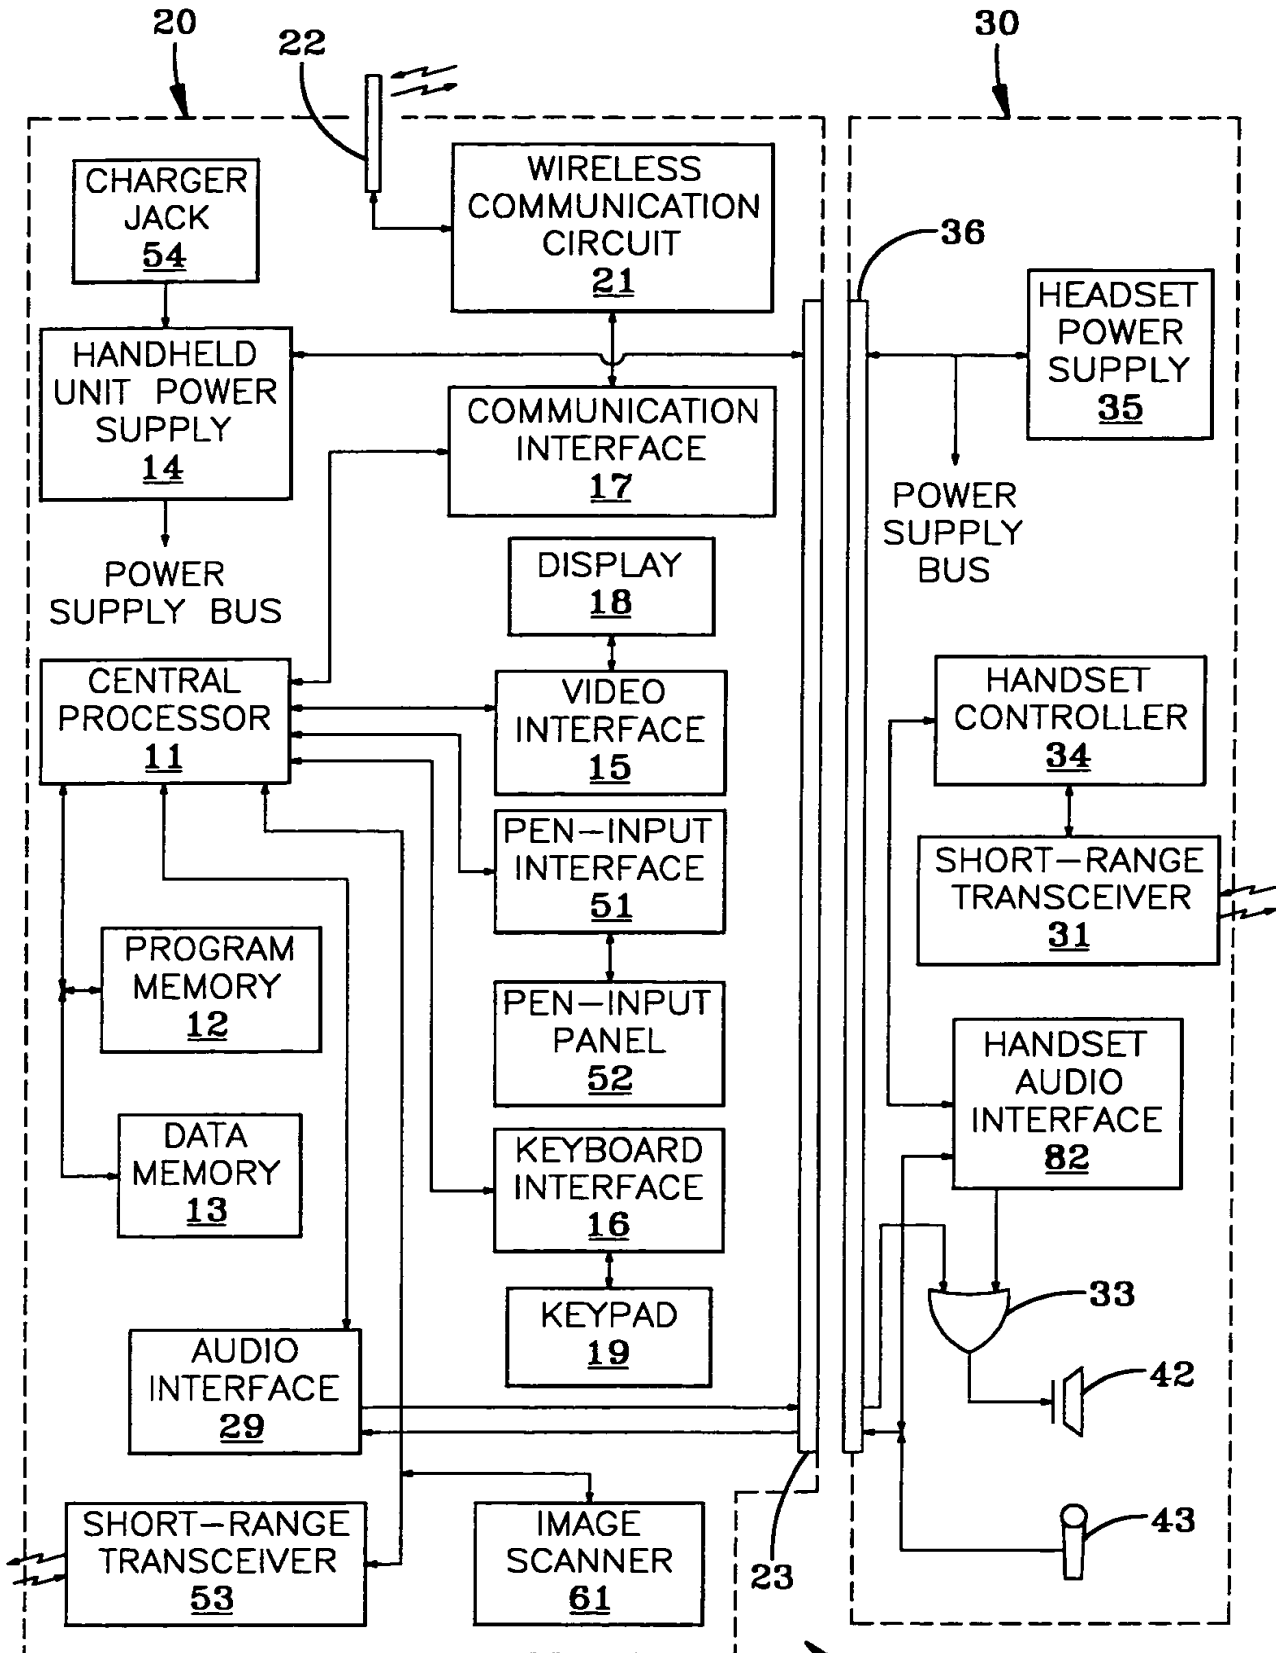 20
22
30
CHARGER
JACK
54
WIRELESS
COMMUNICATION
CIRCUIT
21
36
HEADSET
POWER
SUPPLY
35
HANDHELD
UNIT POWER
SUPPLY
14
COMMUNICATION
INTERFACE
17
POWER
SUPPLY
BUS
POWER
SUPPLY BUS
DISPLAY
18
CENTRAL
PROCESSOR
11
VIDEO
INTERFACE
15
HANDSET
CONTROLLER
34
PEN-INPUT
INTERFACE
51
SHORT-RANGE
TRANSCEIVER
31
PROGRAM
MEMORY
12
PEN-INPUT
PANEL
52
HANDSET
AUDIO
INTERFACE
82
DATA
MEMORY
13
KEYBOARD
INTERFACE
16
KEYPAD
19
33
AUDIO
INTERFACE
29
42
SHORT-RANGE
TRANSCEIVER
53
IMAGE
SCANNER
61
23
43